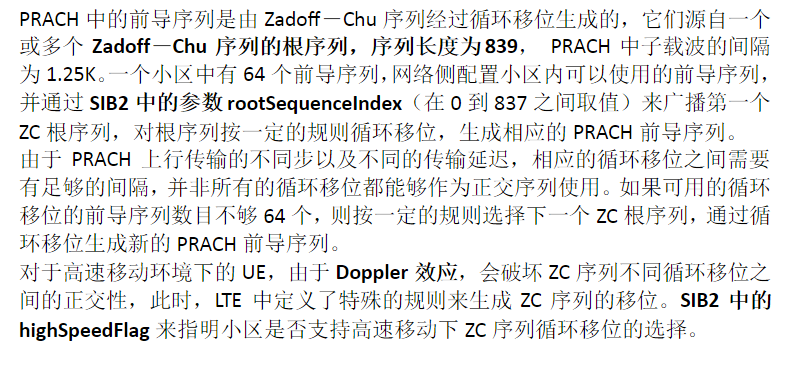 PRACH 中的前导序列是由 Zadoff－Chu 序列经过循环移位生成的，它们源自一个
或多个 Zadoff－Chu 序列的根序列，序列长度为 839， PRACH 中子载波的间隔
为 1.25K。一个小区中有 64 个前导序列，网络侧配置小区内可以使用的前导序列，
并通过 SIB2 中的参数 rootSequenceIndex（在 0 到 837 之间取值）来广播第一个
ZC 根序列，对根序列按一定的规则循环移位，生成相应的 PRACH 前导序列。
由于 PRACH 上行传输的不同步以及不同的传输延迟，相应的循环移位之间需要
有足够的间隔，并非所有的循环移位都能够作为正交序列使用。如果可用的循环
移位的前导序列数目不够 64 个，则按一定的规则选择下一个 ZC 根序列，通过循
环移位生成新的 PRACH 前导序列。
对于高速移动环境下的 UE，由于 Doppler 效应，会破坏 ZC 序列不同循环移位之
间的正交性，此时，LTE 中定义了特殊的规则来生成 ZC 序列的移位。SIB2 中的
highSpeedFlag 来指明小区是否支持高速移动下 ZC 序列循环移位的选择。